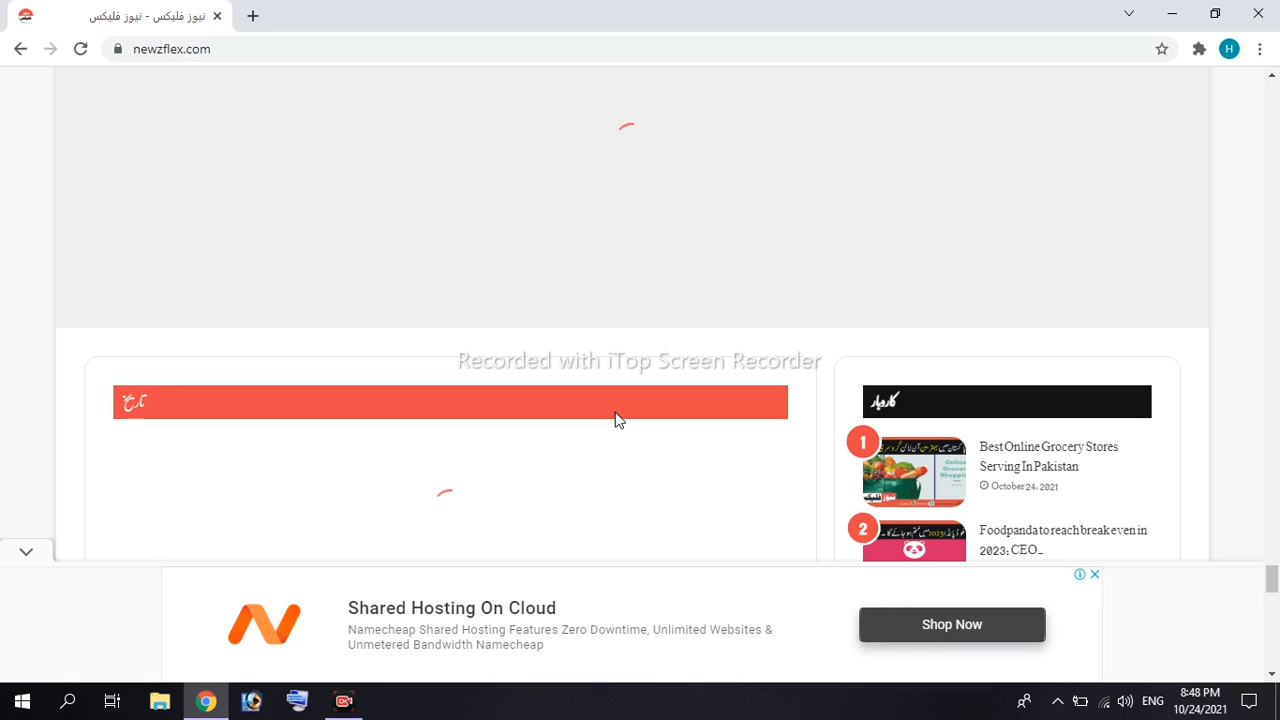 نیوز فلیکس - نیوز فلیکس
newzflex.com
H
Recorded with iTop Screen Recorder
تاریخ
کاروبار
1
Best Online Grocery Stores
Serving In Pakistan
October 24, 2021
2
Foodpanda to reach break even in
2023: CEO
Shared Hosting On Cloud
Namecheap Shared Hosting Features Zero Downtime, Unlimited Websites &
Unmetered Bandwidth Namecheap
Shop Now
ENG
8:48 PM
10/24/2021